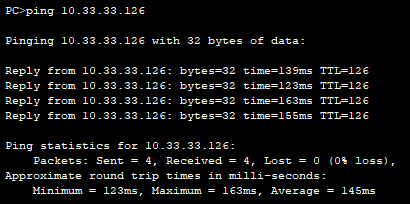 PC>ping 10.33.33.126
Pinging 10.33.33.126 with 32 bytes of data:
Reply from 10.33.33.126: bytes=32 time=139ms TTL=126
Reply from 10.33.33.126: bytes=32 time=123ms TTL=126
Reply from 10.33.33.126: bytes=32 time=163ms TTL=126
Reply from 10.33.33.126: bytes=32 time=155ms TTL=126
Ping statistics for 10.33.33.126:
    Packets: Sent = 4, Received = 4, Lost = 0 (0% loss),
Approximate round trip times in milli-seconds:
    Minimum = 123ms, Maximum = 163ms, Average = 145ms